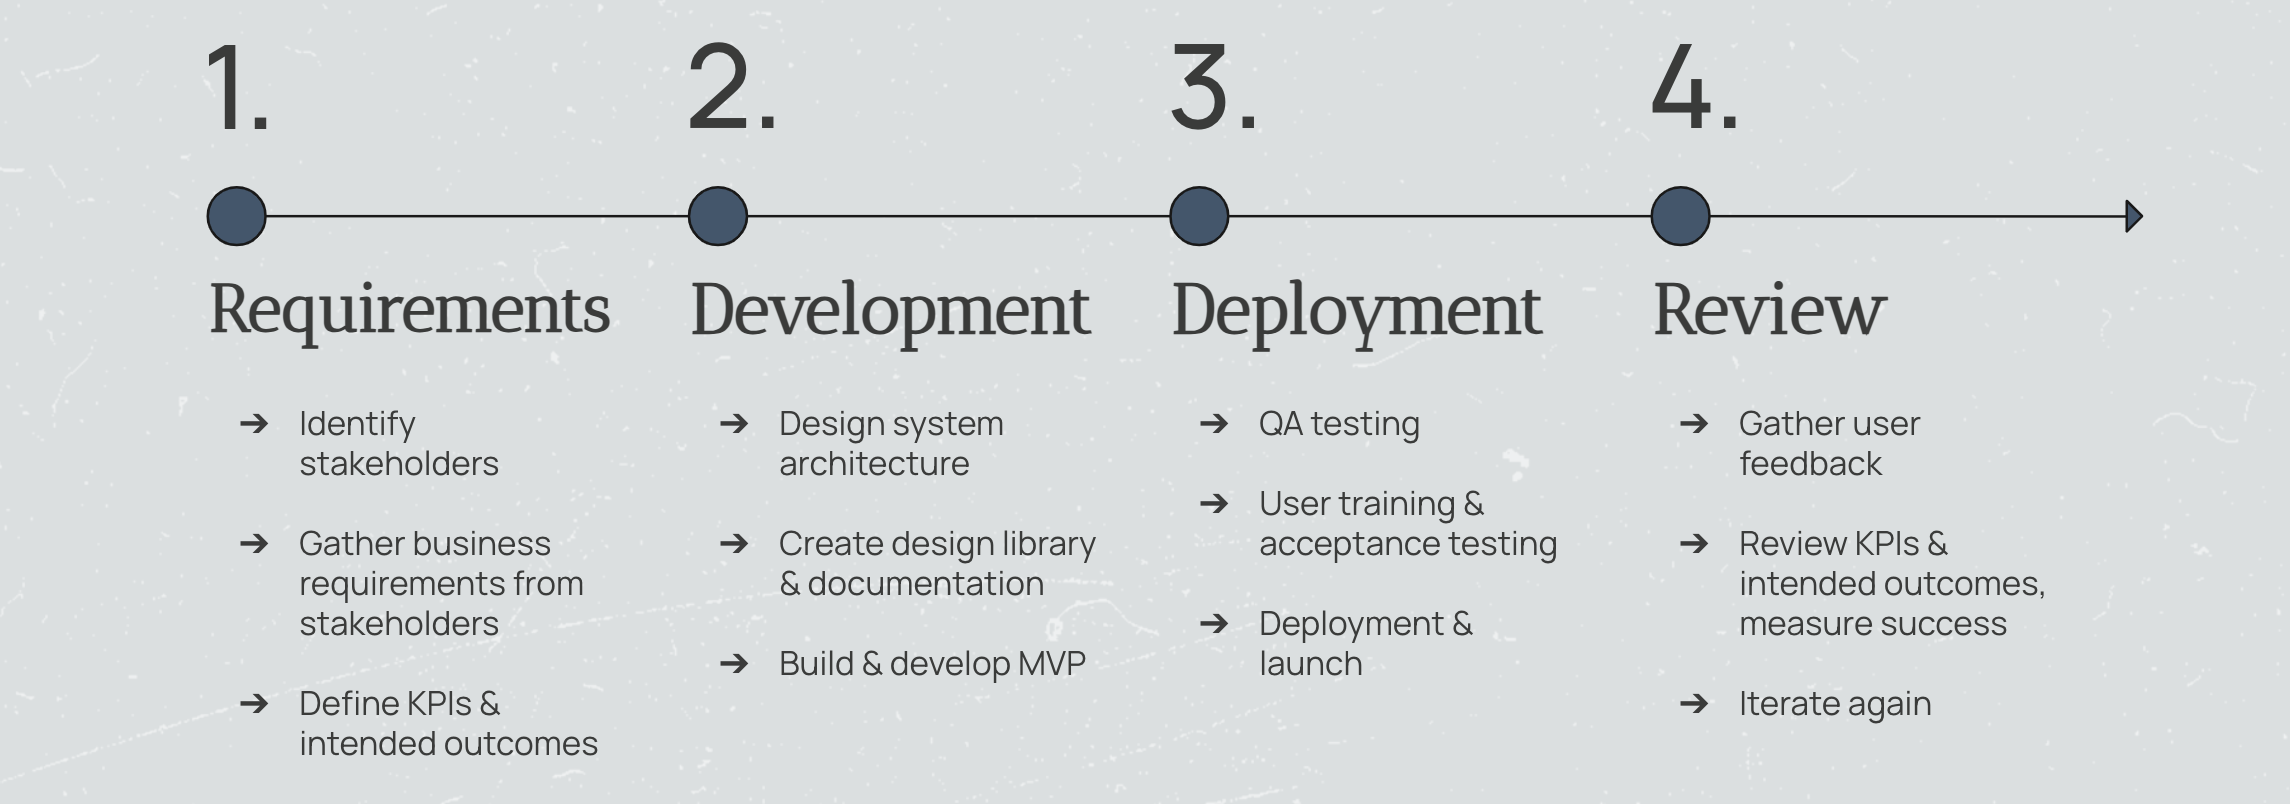 1.
2.
3.
4.
Requirements
Identify
stakeholders
Gather business
requirements from
stakeholders
Define KPIs &
intended outcomes
Development
Design system
architecture
Create design library
& documentation
Build & develop MVP
Deployment
QA testing
User training &
acceptance testing
Deployment &
launch
Review
Gather user
feedback
Review KPIs &
intended outcomes,
measure success
Iterate again